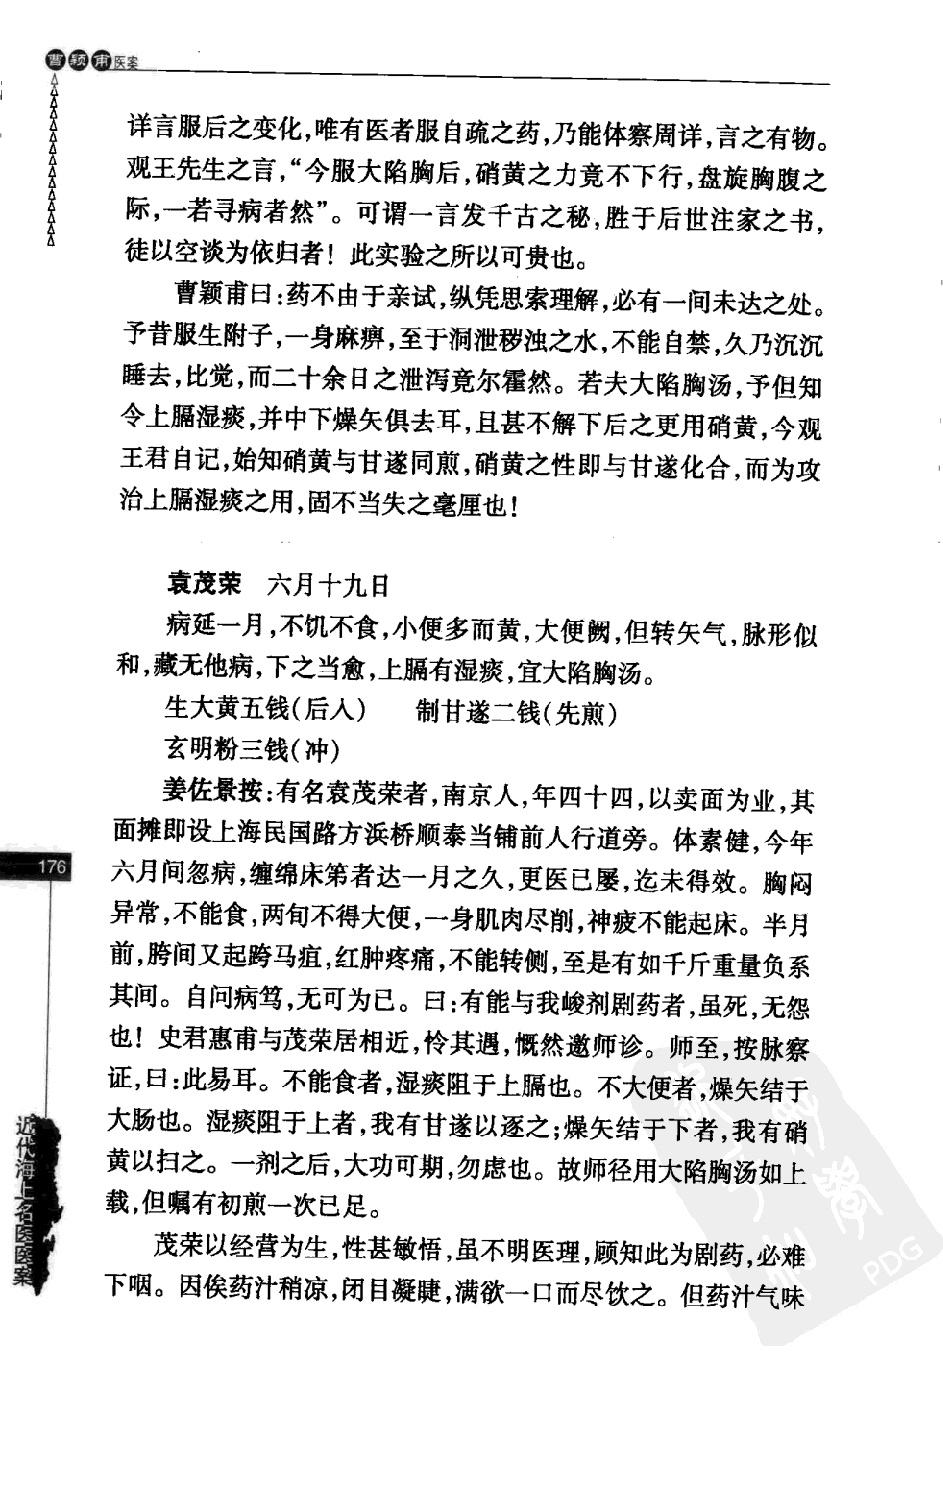 曹颖甫医案
详言服后之变化,唯有医者服自疏之药,乃能体察周详,言之有物。
观王先生之言,“今服大陷胸后,硝黄之力竟不下行,盘旋胸腹之
际,一若寻病者然”。可谓一言发千古之秘,胜于后世注家之书,
徒以空谈为依归者！此实验之所以可贵也。
曹颖甫曰:药不由于亲试,纵凭思索理解,必有一间未达之处。
予昔服生附子,一身麻痹,至于洞泄秽浊之水,不能自禁,久乃沉沉
睡去,比觉,而二十余日之泄泻竟尔霍然。若夫大陷胸汤,予但知
令上膈湿痰,并中下燥矢俱去耳,且甚不解下后之更用硝黄,今观
王君自记,始知硝黄与甘遂同煎,硝黄之性即与甘遂化合,而为攻
治上膈湿痰之用,固不当失之毫厘也！
袁茂荣 六月十九日
病延一月,不饥不食,小便多而黄,大便阙,但转矢气,脉形似
和,藏无他病,下之当愈,上膈有湿痰,宜大陷胸汤。
生大黄五钱(后入) 制甘遂二钱(先煎)
玄明粉三钱(冲)
姜佐景按:有名袁茂荣者,南京人,年四十四,以卖面为业,其
面摊即设上海民国路方浜桥顺泰当铺前人行道旁。体素健,今年
六月间忽病,缠绵床笫者达一月之久,更医已屡,迄未得效。胸闷
异常,不能食,两旬不得大便,一身肌肉尽削,神疲不能起床。半月
前,胯间又起跨马疽,红肿疼痛,不能转侧,至是有如千斤重量负系
其间。自问病笃,无可为已。曰:有能与我峻剂剧药者,虽死,无怨
也！史君惠甫与茂荣居相近,怜其遇,慨然邀师诊。师至,按脉察
证,曰:此易耳。不能食者,湿痰阻于上膈也。不大便者,燥矢结于
大肠也。湿痰阻于上者,我有甘遂以逐之;燥矢结于下者,我有硝
黄以扫之。一剂之后,大功可期,勿虑也。故师径用大陷胸汤如上
载,但嘱有初煎一次已足。
茂荣以经营为生,性甚敏悟,虽不明医理,顾知此为剧药,必难
下咽。因俟药汁稍凉,闭目凝睫,满欲一口而尽饮之。但药汁气味
176
近代海上名医医案
PDG